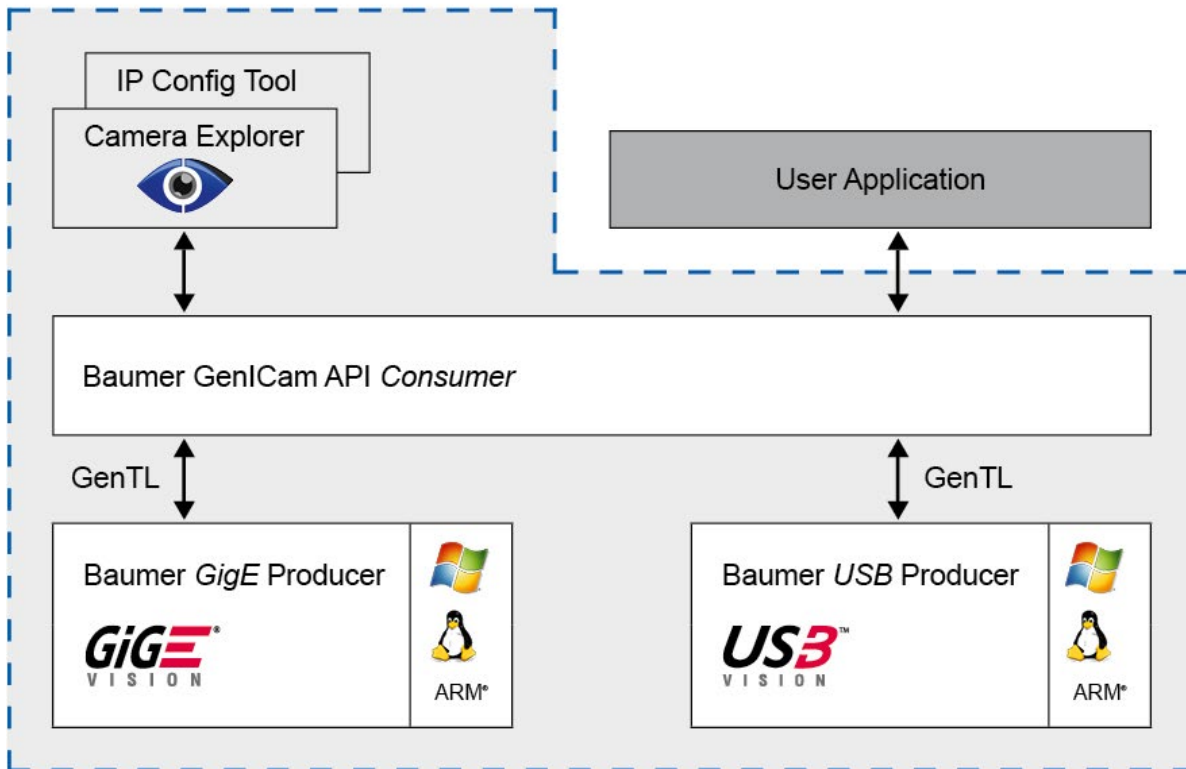 IP Config Tool
Camera Explorer
User Application
Baumer GenICam API Consumer
GenTL
GenTL
Baumer GigE Producer
GiGE®
VISION
ARM®
Baumer USB Producer
USB™
VISION
ARM®